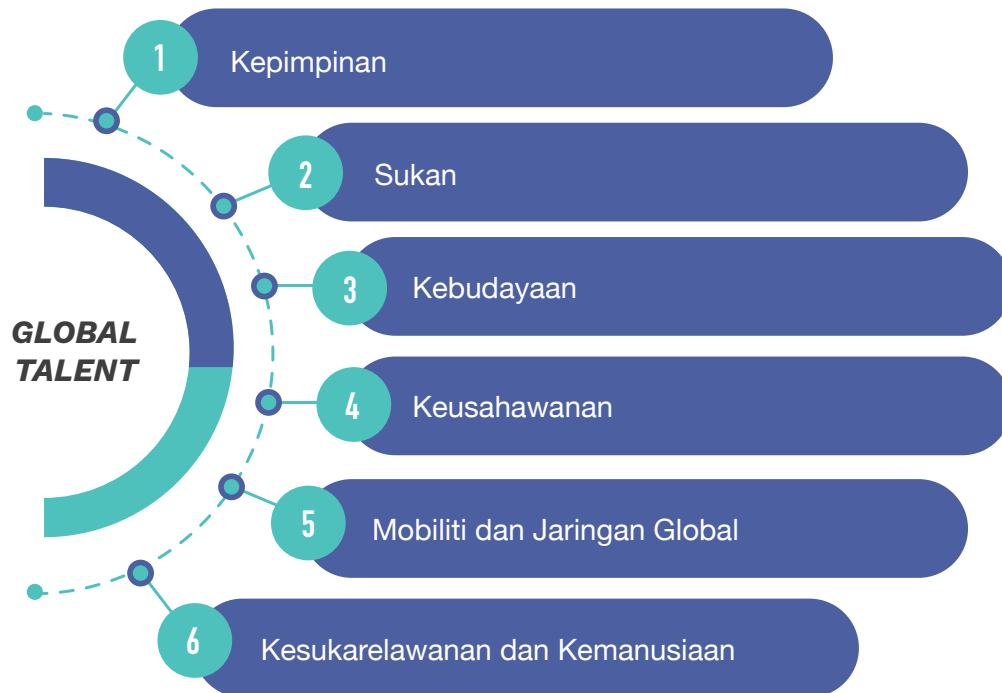 GLOBAL
TALENT
1
Kepimpinan
2
Sukan
3
Kebudayaan
4
Keusahawanan
5
Mobiliti dan Jaringan Global
6
Kesukarelawanan dan Kemanusiaan